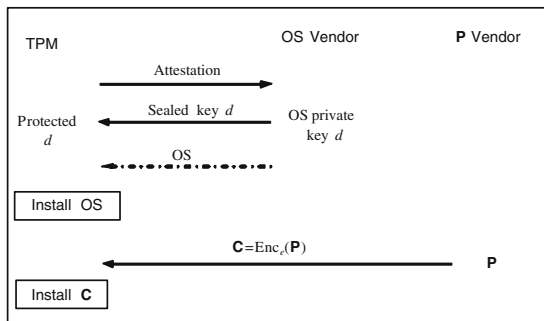 TPM
OS Vendor
P Vendor
Attestation
Protected
d
Sealed key d
OS private
key d
OS
Install OS
C=Enc_e(P)
P
Install C